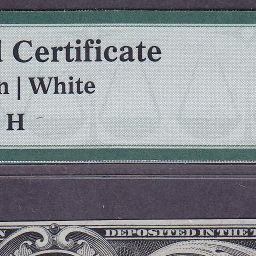 Certificate
| White
H
DEPOSITED IN THE